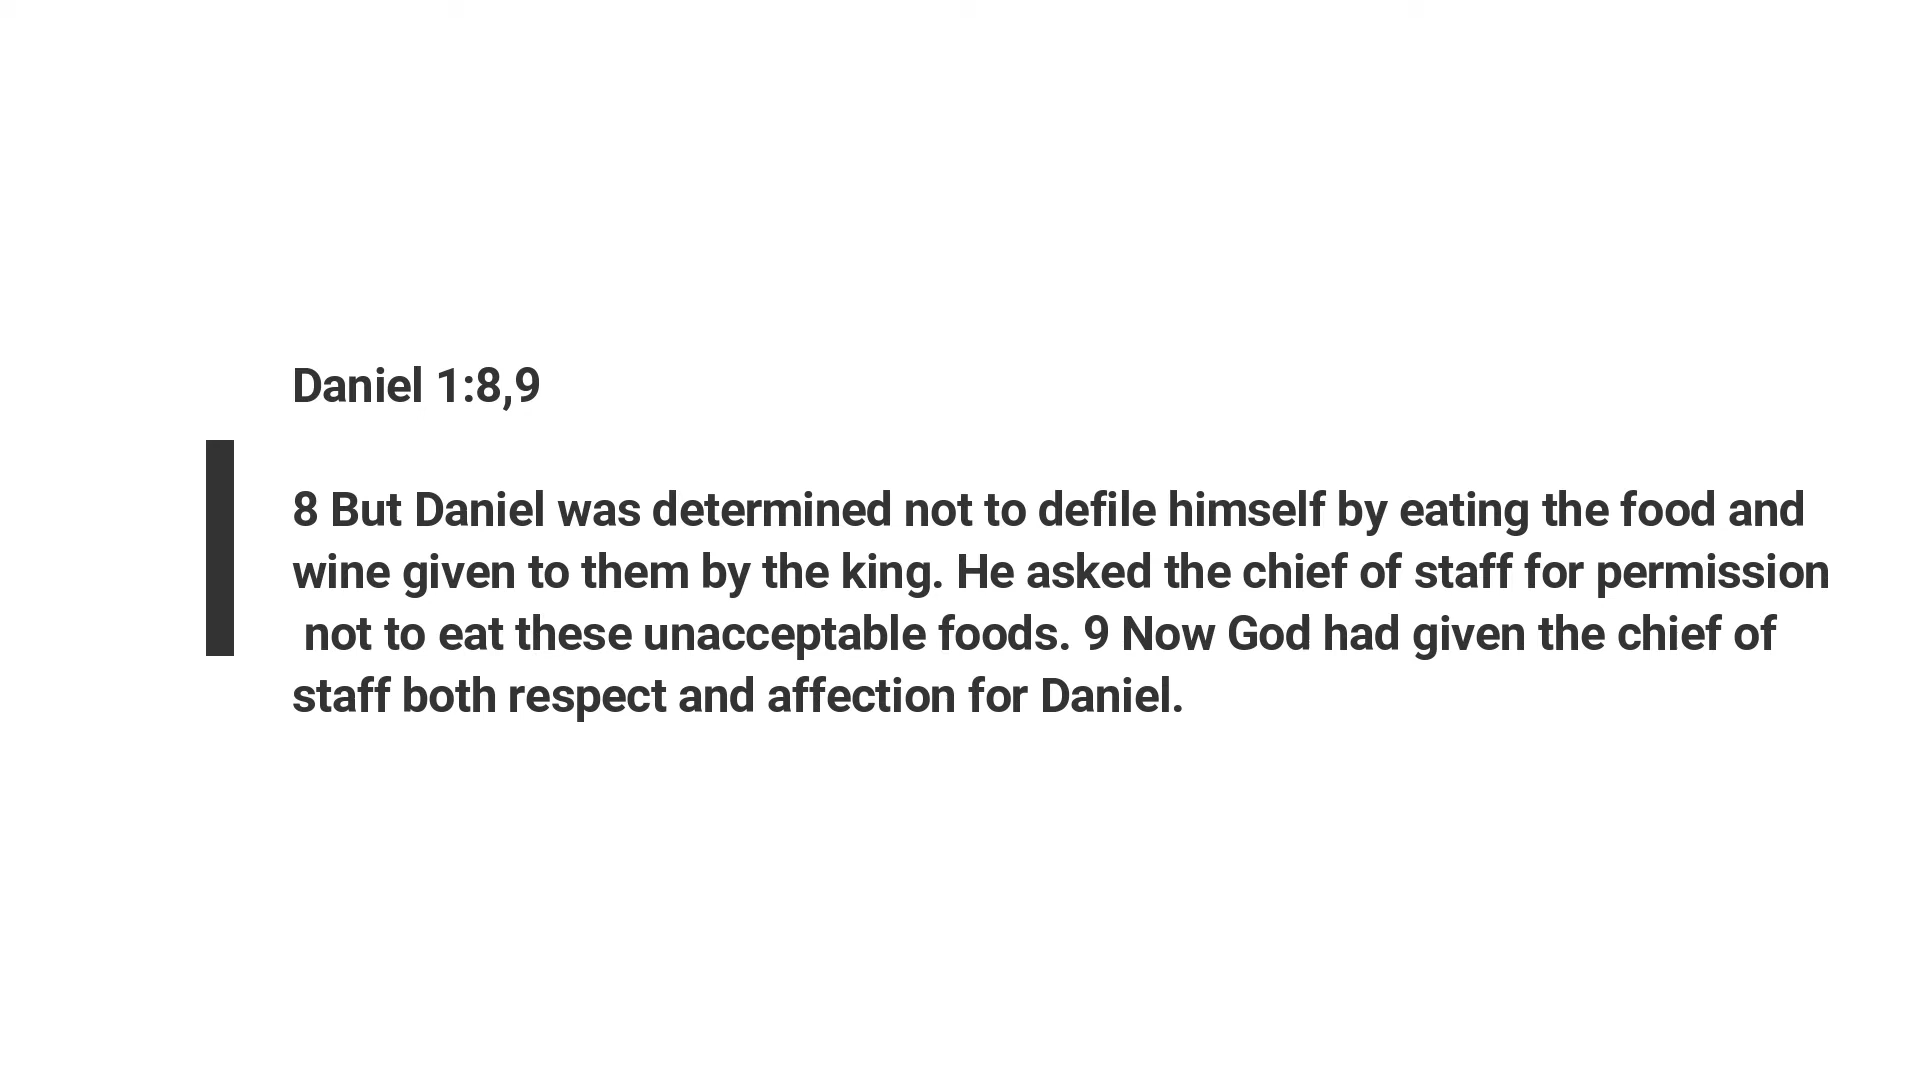 Daniel 1:8,9
8 But Daniel was determined not to defile himself by eating the food and
wine given to them by the king. He asked the chief of staff for permission
not to eat these unacceptable foods. 9 Now God had given the chief of
staff both respect and affection for Daniel.